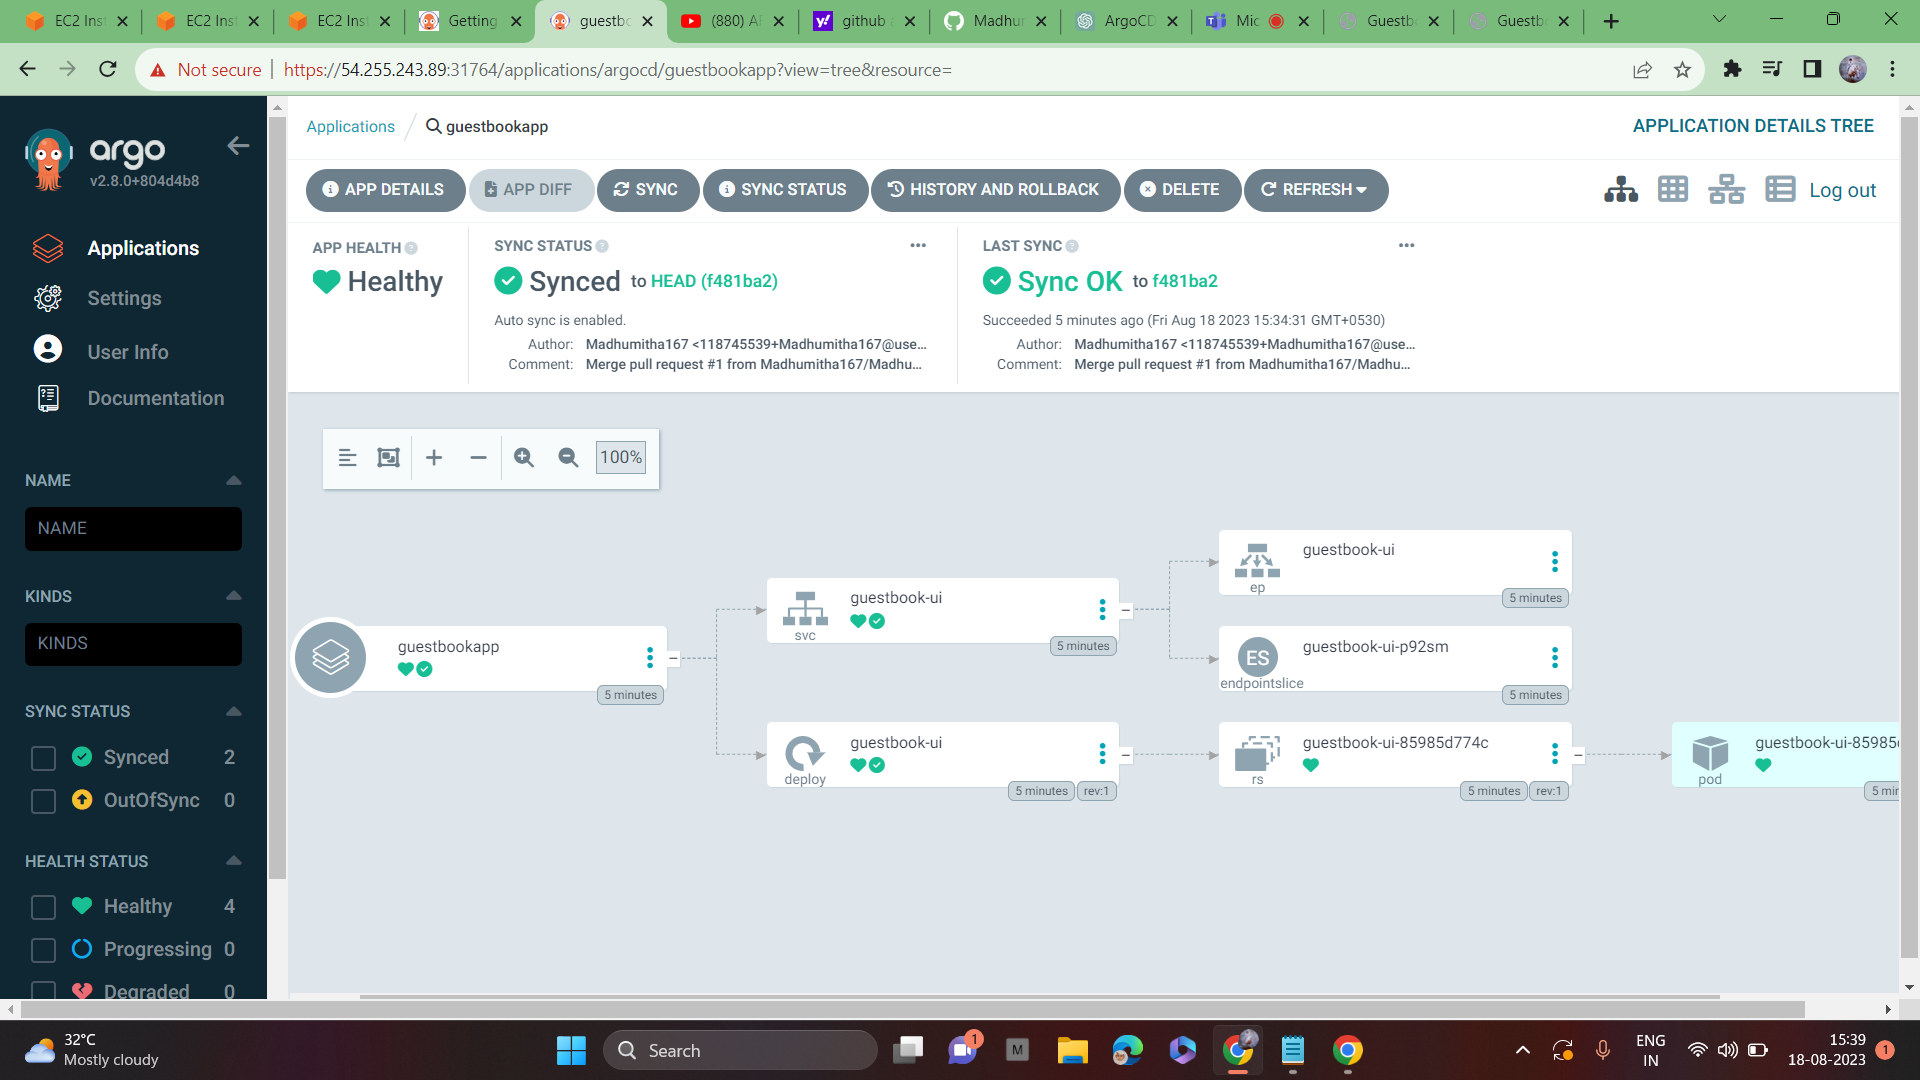 EC2 Inst
EC2 Inst
EC2 Inst
Getting
guestbo
(880) AR
github a
Madhum
ArgoCD
Mic
Guestb
Guestb
Not secure
https://54.255.243.89:31764/applications/argocd/guestbookapp?view=tree&resource=
argo
v2.8.0+804d4b8
Applications
Settings
User Info
Documentation
NAME
NAME
KINDS
KINDS
SYNC STATUS
Synced 2
OutOfSync 0
HEALTH STATUS
Healthy 4
Progressing 0
Degraded 0
Applications / guestbookapp
APPLICATION DETAILS TREE
APP DETAILS
APP DIFF
SYNC
SYNC STATUS
HISTORY AND ROLLBACK
DELETE
REFRESH
Log out
APP HEALTH
Healthy
SYNC STATUS
Synced to HEAD (f481ba2)
Auto sync is enabled.
Author: Madhumitha167 <118745539+Madhumitha167@use...
Comment: Merge pull request #1 from Madhumitha167/Madhu...
LAST SYNC
Sync OK to f481ba2
Succeeded 5 minutes ago (Fri Aug 18 2023 15:34:31 GMT+0530)
Author: Madhumitha167 <118745539+Madhumitha167@use...
Comment: Merge pull request #1 from Madhumitha167/Madhu...
100%
guestbookapp
5 minutes
svc
guestbook-ui
5 minutes
deploy
guestbook-ui
5 minutes rev:1
ep
guestbook-ui
5 minutes
ES
endpointslice
guestbook-ui-p92sm
5 minutes
rs
guestbook-ui-85985d774c
5 minutes rev:1
pod
guestbook-ui-85985
5 min
32°C
Mostly cloudy
Search
1
M
ENG
IN
15:39
18-08-2023
1